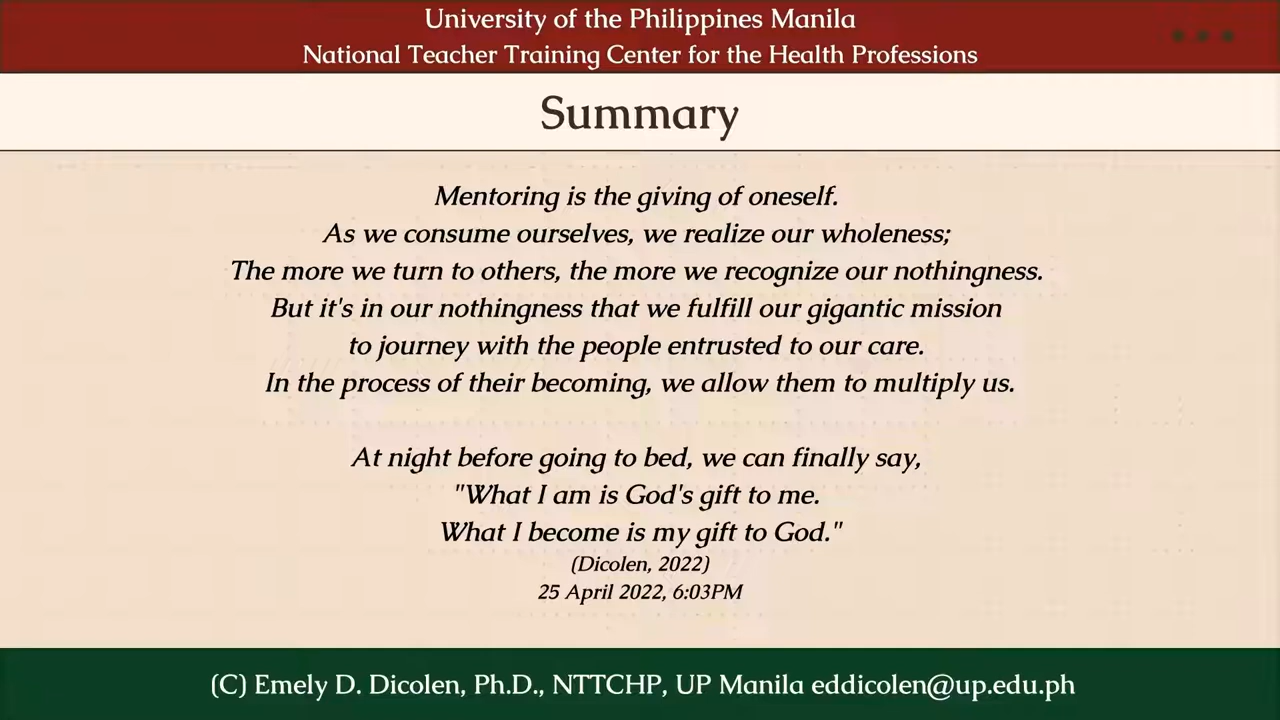 University of the Philippines Manila
National Teacher Training Center for the Health Professions
Summary
Mentoring is the giving of oneself.
As we consume ourselves, we realize our wholeness;
The more we turn to others, the more we recognize our nothingness.
But it's in our nothingness that we fulfill our gigantic mission
to journey with the people entrusted to our care.
In the process of their becoming, we allow them to multiply us.
At night before going to bed, we can finally say,
"What I am is God's gift to me.
What I become is my gift to God."
(Dicolen, 2022)
25 April 2022, 6:03PM
(C) Emely D. Dicolen, Ph.D., NTTCHP, UP Manila eddicolen@up.edu.ph